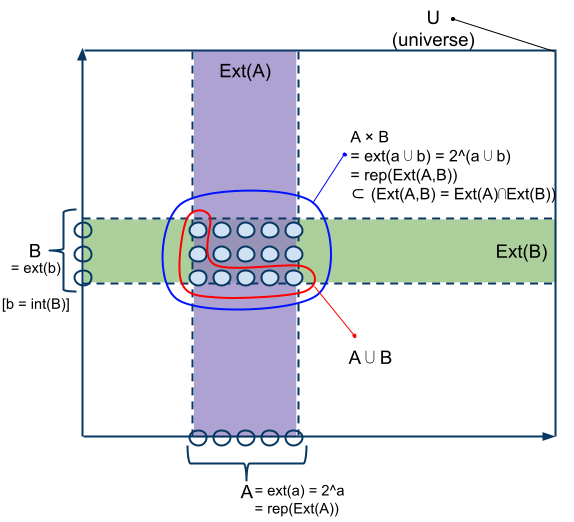 U
(universe)
Ext(A)
A × B
= ext(a ∪ b) = 2^(a ∪ b)
= rep(Ext(A,B))
⊂ (Ext(A,B) = Ext(A)∩Ext(B))
B
= ext(b)
[b = int(B)]
Ext(B)
A ∪ B
A = ext(a) = 2^a
= rep(Ext(A))